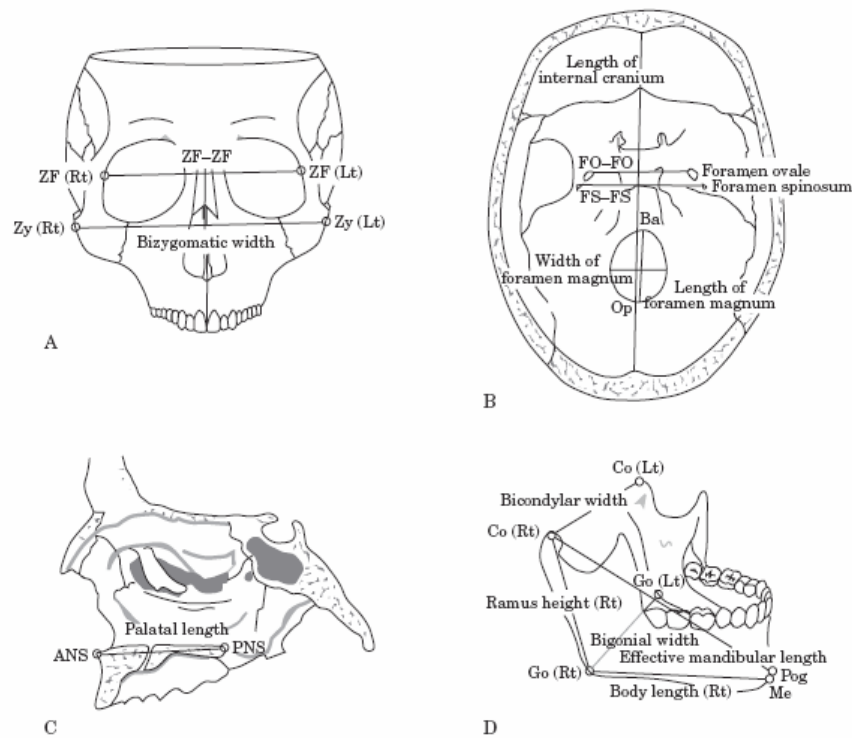 ZF–ZF
ZF (Rt)
ZF (Lt)
Zy (Rt)
Zy (Lt)
Bizygomatic width
A
Length of
internal cranium
FO–FO
Foramen ovale
Foramen spinosum
FS–FS
Ba
Width of
foramen magnum
Length of
foramen magnum
Op
B
Palatal length
ANS
PNS
C
Co (Lt)
Bicondylar width
Co (Rt)
Go (Lt)
Ramus height (Rt)
Bigonial width
Effective mandibular length
Go (Rt)
Pog
Body length (Rt)
Me
D